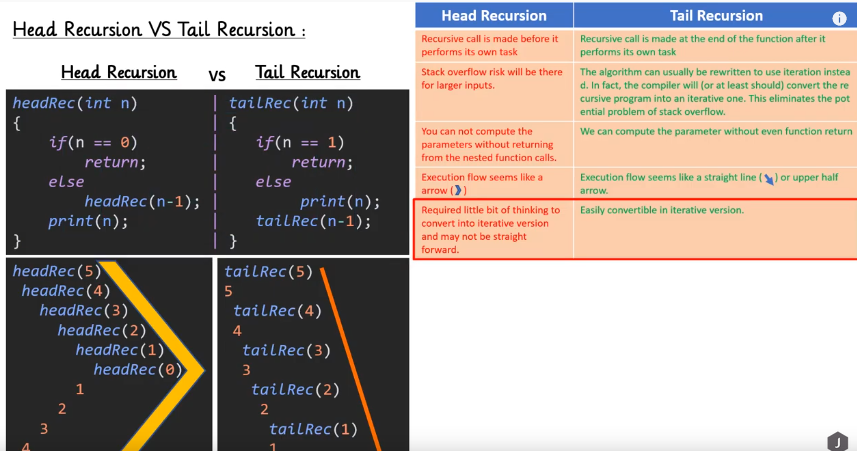 Head Recursion VS Tail Recursion :
Head Recursion vs Tail Recursion
headRec(int n)
{
if(n == 0)
return;
else
headRec(n-1);
print(n);
}
tailRec(int n)
{
if(n == 1)
return;
else
print(n);
tailRec(n-1);
}
headRec(5)
headRec(4)
headRec(3)
headRec(2)
headRec(1)
headRec(0)
1
2
3
4
tailRec(5)
5
tailRec(4)
4
tailRec(3)
3
tailRec(2)
2
tailRec(1)
1
Head Recursion
Tail Recursion
i
Recursive call is made before it
performs its own task
Recursive call is made at the end of the function after it
performs its own task
Stack overflow risk will be there
for larger inputs.
The algorithm can usually be rewritten to use iteration instea
d. In fact, the compiler will (or at least should) convert the re
cursive program into an iterative one. This eliminates the pot
ential problem of stack overflow.
You can not compute the
parameters without returning
from the nested function calls.
We can compute the parameter without even function return
Execution flow seems like a
arrow ( )
Execution flow seems like a straight line ( ) or upper half
arrow.
Required little bit of thinking to
convert into iterative version
and may not be straight
forward.
Easily convertible in iterative version.
J